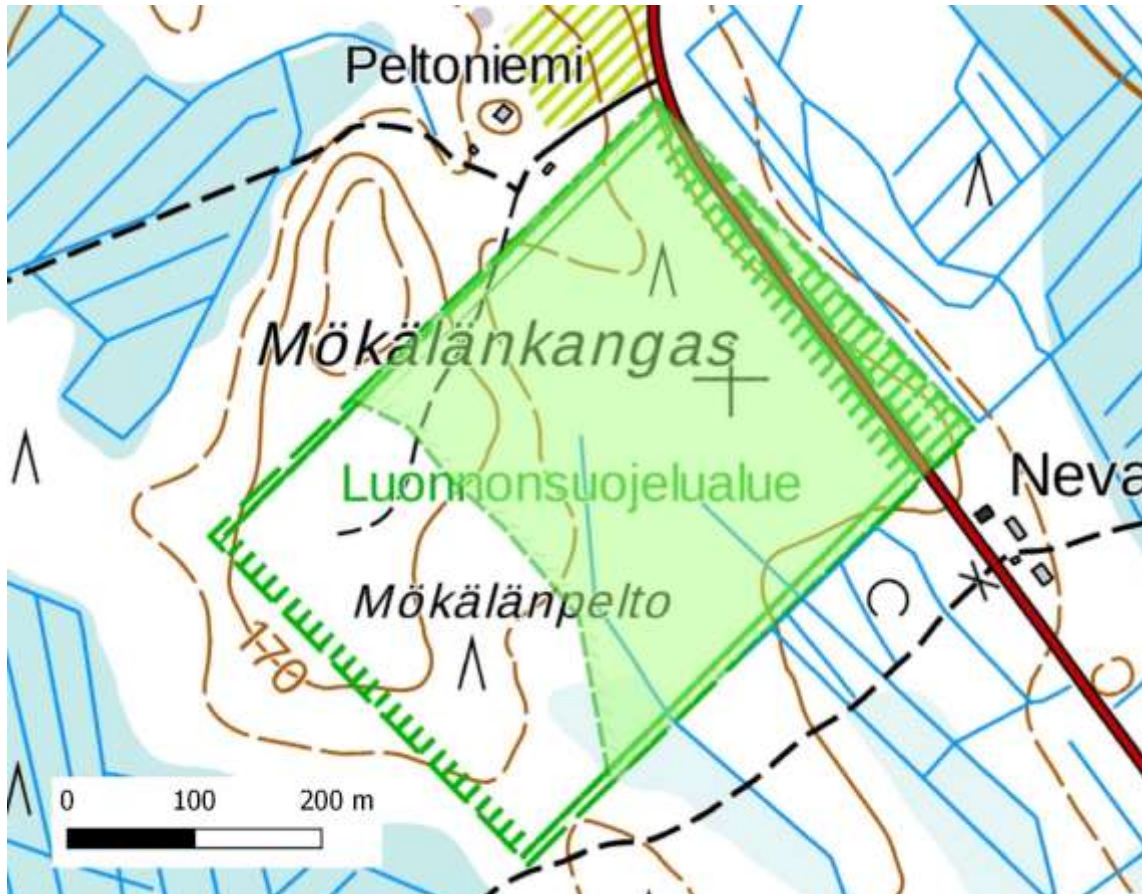 Peltoniemi
Mökälänkangas
Luonnonsuojelualue
Neva
Mökälänpelto
170
0 100 200 m